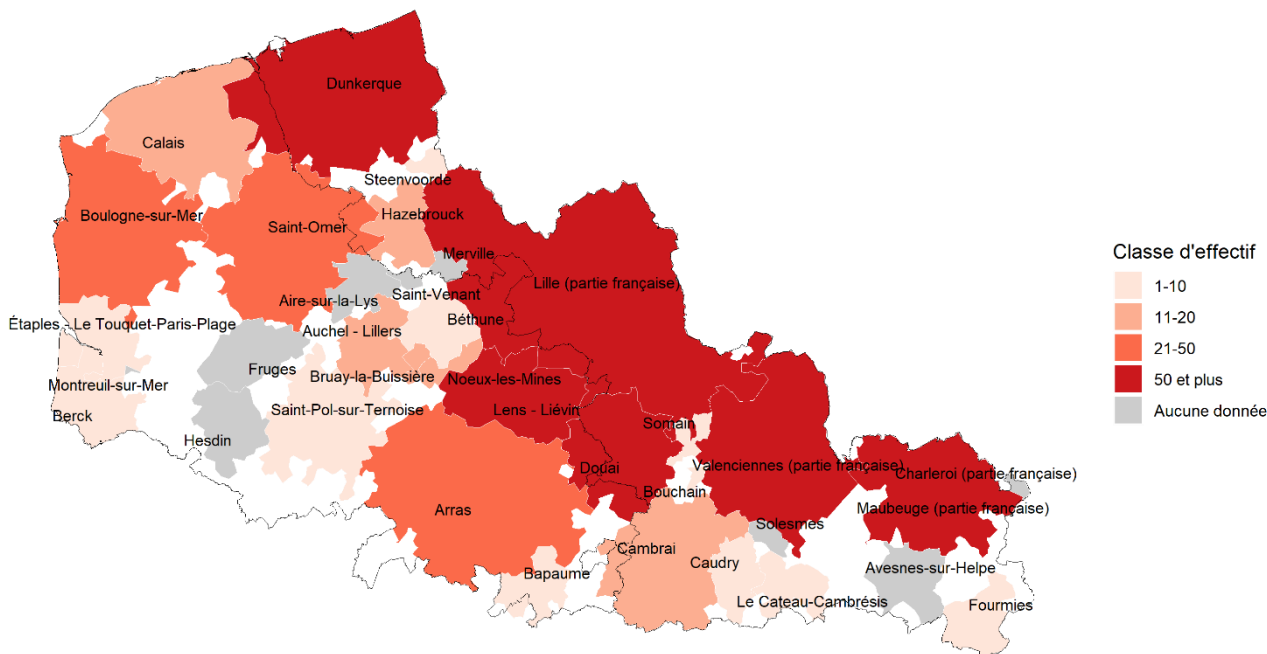 Dunkerque
Calais
Steenvoorde
Boulogne-sur-Mer
Hazebrouck
Saint-Omer
Merville
Lille (partie française)
Aire-sur-la-Lys
Saint-Venant
Étaples - Le Touquet-Paris-Plage
Auchel - Lillers
Béthune
Fruges
Bruay-la-Buissière
Noeux-les-Mines
Montreuil-sur-Mer
Berck
Saint-Pol-sur-Ternoise
Lens - Liévin
Hesdin
Somain
Douai
Valenciennes (partie française)
Charleroi (partie française)
Bouchain
Arras
Maubeuge (partie française)
Solesmes
Cambrai
Caudry
Avesnes-sur-Helpe
Bapaume
Le Cateau-Cambrésis
Fourmies
Classe d'effectif
1-10
11-20
21-50
50 et plus
Aucune donnée